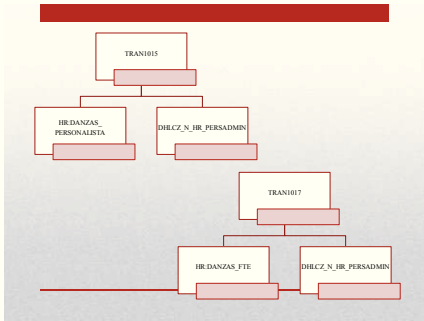 TRAN1015
HR:DANZAS_
PERSONALISTA
DHLCZ_N_HR_PERSADMIN
TRAN1017
HR:DANZAS_FTE
DHLCZ_N_HR_PERSADMIN